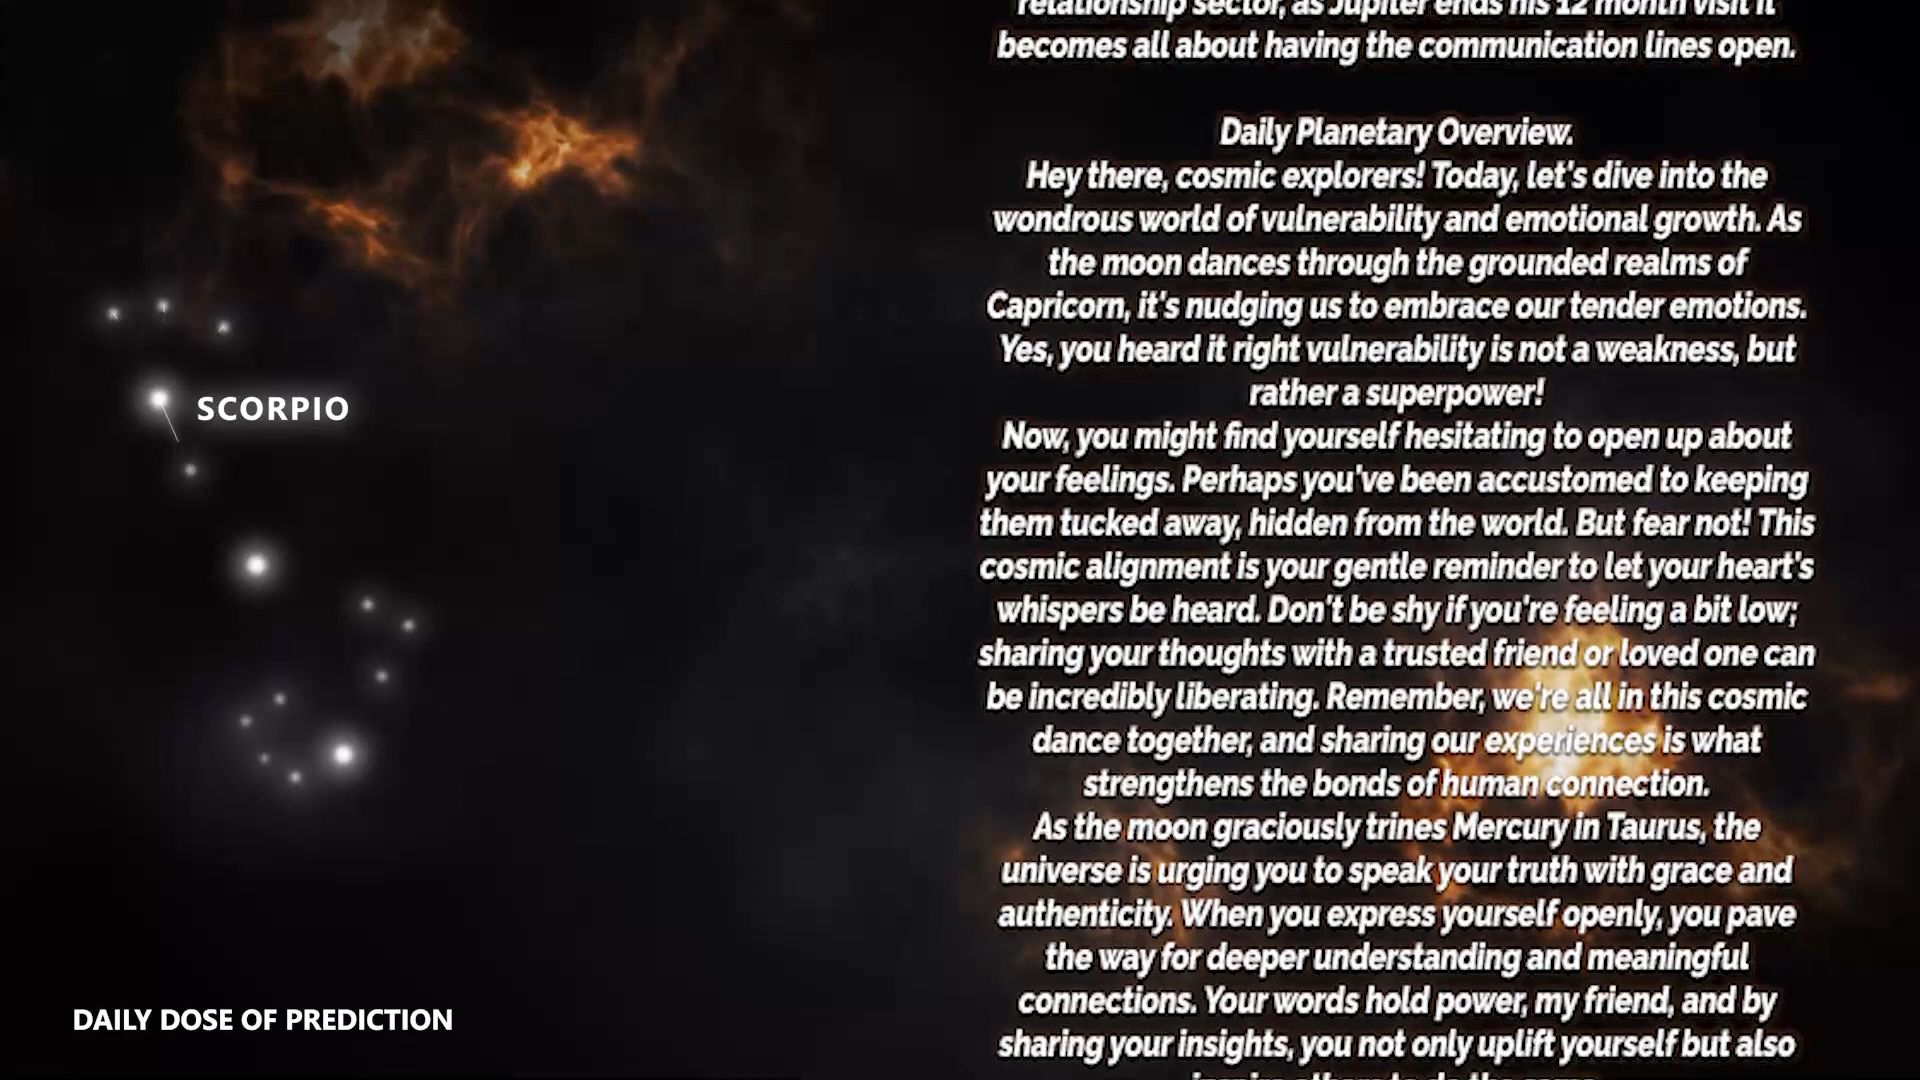 relationship sector, as Jupiter ends his 12 month visit it
becomes all about having the communication lines open.
Daily Planetary Overview.
Hey there, cosmic explorers! Today, let's dive into the
wondrous world of vulnerability and emotional growth. As
the moon dances through the grounded realms of
Capricorn, it's nudging us to embrace our tender emotions.
Yes, you heard it right vulnerability is not a weakness, but
rather a superpower!
Now, you might find yourself hesitating to open up about
your feelings. Perhaps you've been accustomed to keeping
them tucked away, hidden from the world. But fear not! This
cosmic alignment is your gentle reminder to let your heart's
whispers be heard. Don't be shy if you're feeling a bit low;
sharing your thoughts with a trusted friend or loved one can
be incredibly liberating. Remember, we're all in this cosmic
dance together, and sharing our experiences is what
strengthens the bonds of human connection.
As the moon graciously trines Mercury in Taurus, the
universe is urging you to speak your truth with grace and
authenticity. When you express yourself openly, you pave
the way for deeper understanding and meaningful
connections. Your words hold power, my friend, and by
sharing your insights, you not only uplift yourself but also
SCORPIO
DAILY DOSE OF PREDICTION